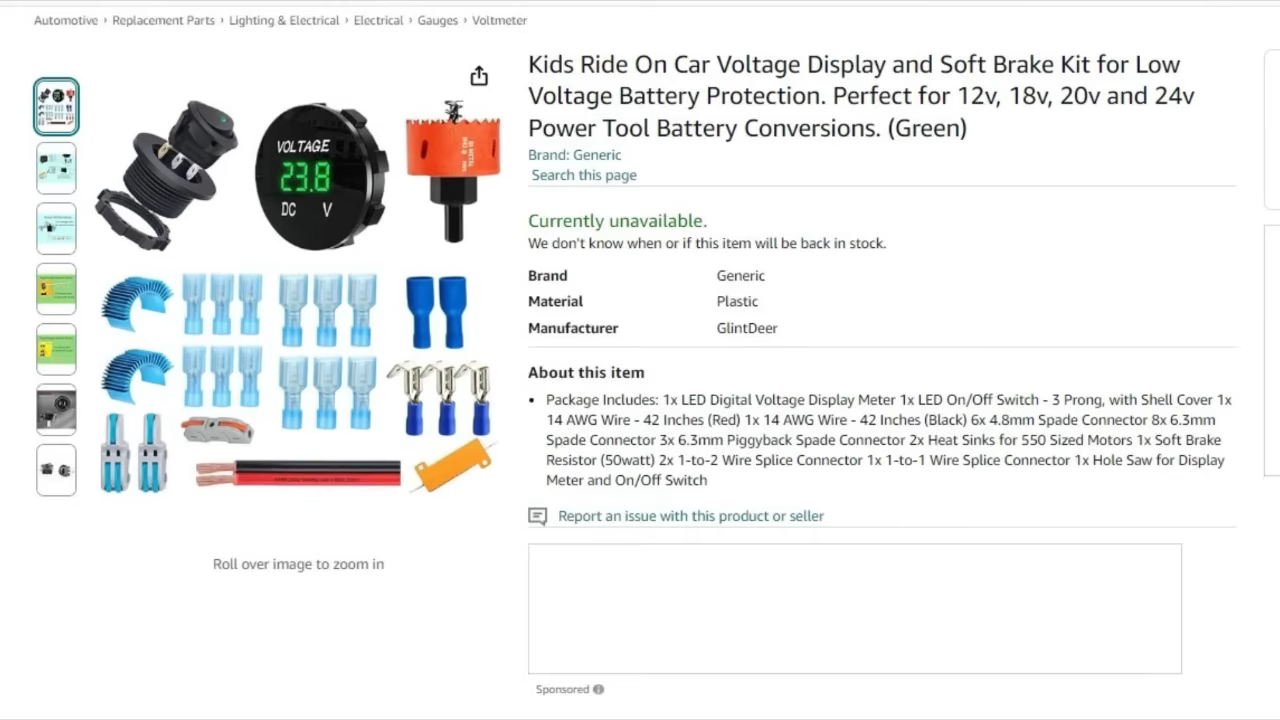 Automotive › Replacement Parts › Lighting & Electrical › Electrical › Gauges › Voltmeter
Kids Ride On Car Voltage Display and Soft Brake Kit for Low
Voltage Battery Protection. Perfect for 12v, 18v, 20v and 24v
Power Tool Battery Conversions. (Green)
Brand: Generic
Search this page
Currently unavailable.
We don't know when or if this item will be back in stock.
Brand Generic
Material Plastic
Manufacturer GlintDeer
About this item
• Package Includes: 1x LED Digital Voltage Display Meter 1x LED On/Off Switch - 3 Prong, with Shell Cover 1x
14 AWG Wire - 42 Inches (Red) 1x 14 AWG Wire - 42 Inches (Black) 6x 4.8mm Spade Connector 8x 6.3mm
Spade Connector 3x 6.3mm Piggyback Spade Connector 2x Heat Sinks for 550 Sized Motors 1x Soft Brake
Resistor (50watt) 2x 1-to-2 Wire Splice Connector 1x 1-to-1 Wire Splice Connector 1x Hole Saw for Display
Meter and On/Off Switch
Report an issue with this product or seller
VOLTAGE
23.8
DC V
Roll over image to zoom in
Sponsored